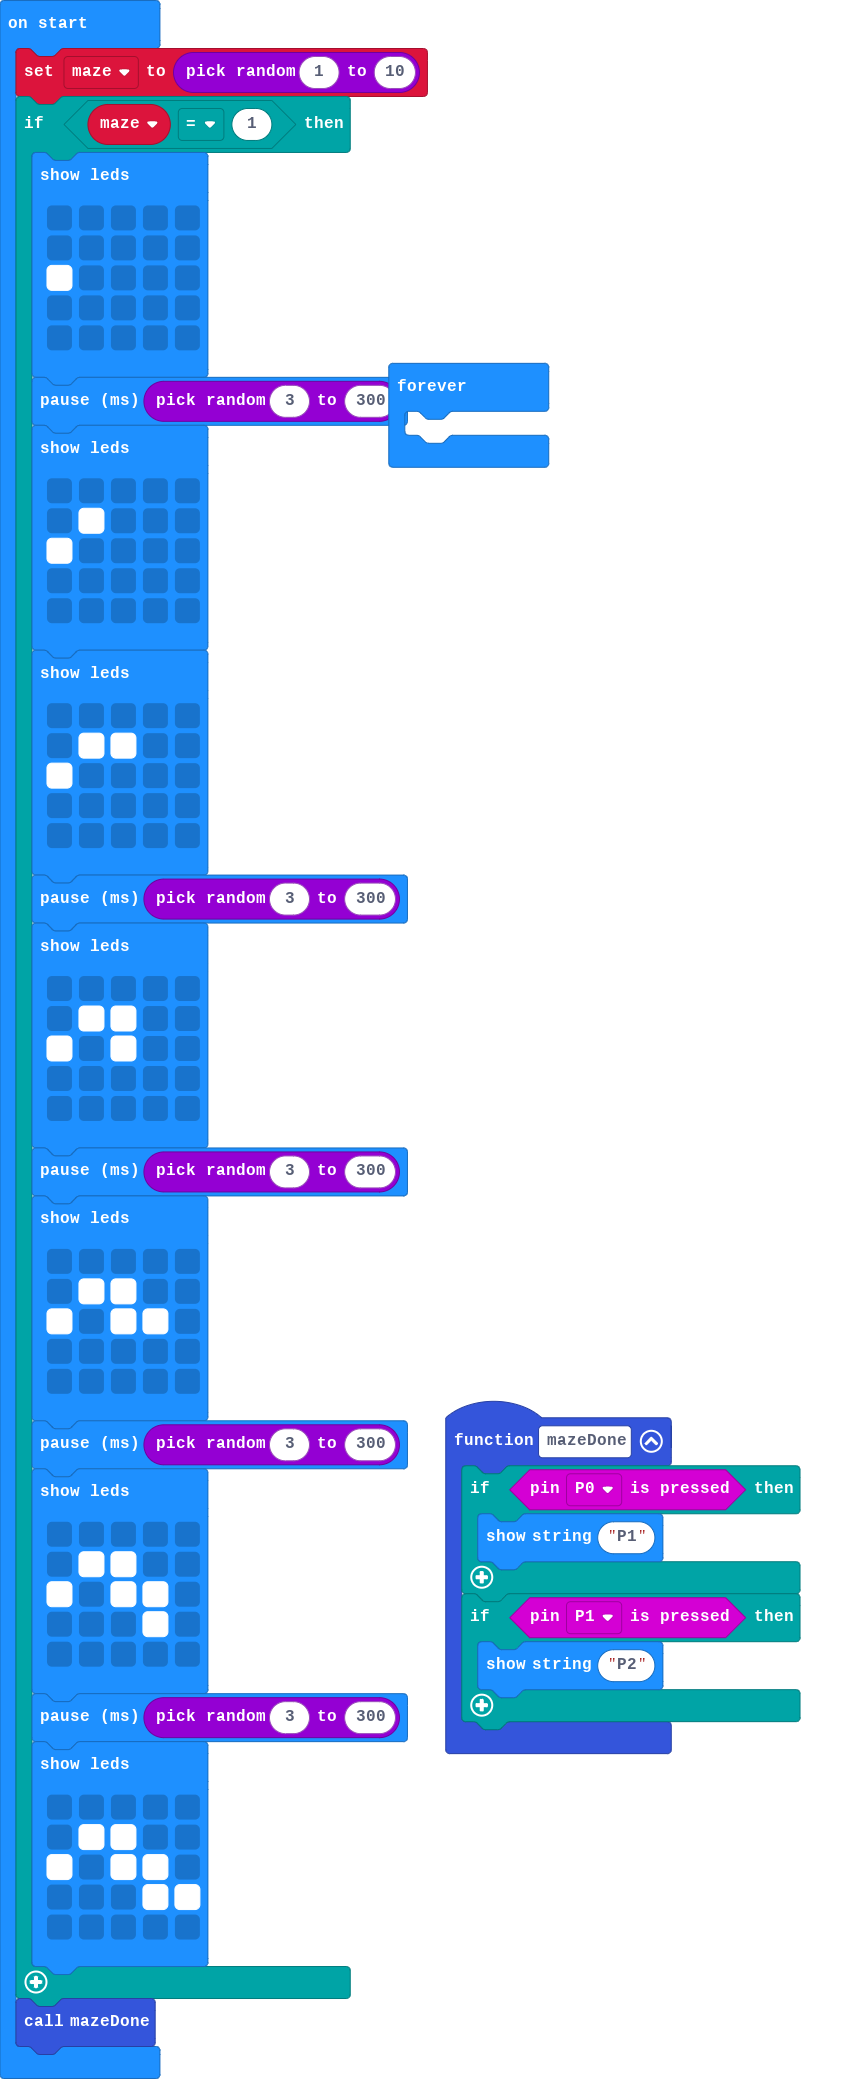 on start
set maze to pick random 1 to 10
if maze = 1 then
show leds
pause (ms) pick random 3 to 300
forever
show leds
show leds
pause (ms) pick random 3 to 300
show leds
pause (ms) pick random 3 to 300
show leds
pause (ms) pick random 3 to 300
show leds
pause (ms) pick random 3 to 300
show leds
call mazeDone
function mazeDone
if pin P0 is pressed then
show string "P1"
if pin P1 is pressed then
show string "P2"